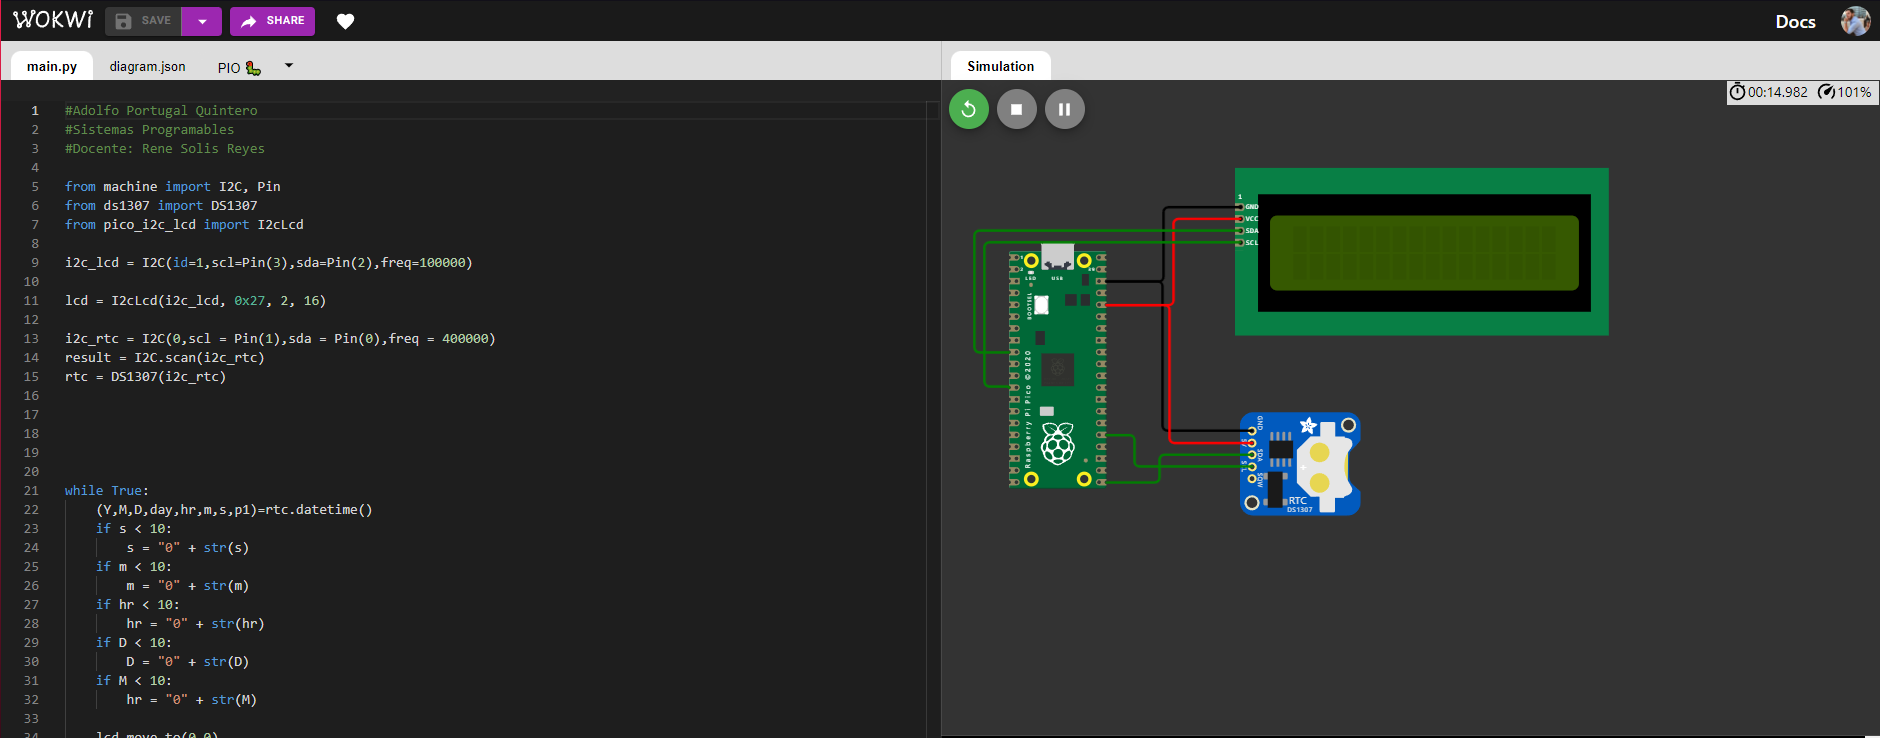 WOKWI
SAVE
SHARE
Docs
main.py
diagram.json
PIO
Simulation
00:14.982
101%
1 #Adolfo Portugal Quintero
2 #Sistemas Programables
3 #Docente: Rene Solis Reyes
4
5 from machine import I2C, Pin
6 from ds1307 import DS1307
7 from pico_i2c_lcd import I2cLcd
8
9 i2c_lcd = I2C(id=1,scl=Pin(3),sda=Pin(2),freq=100000)
10
11 lcd = I2cLcd(i2c_lcd, 0x27, 2, 16)
12
13 i2c_rtc = I2C(0,scl = Pin(1),sda = Pin(0),freq = 400000)
14 result = I2C.scan(i2c_rtc)
15 rtc = DS1307(i2c_rtc)
16
17
18
19
20
21 while True:
22     (Y,M,D,day,hr,m,s,p1)=rtc.datetime()
23     if s < 10:
24         s = "0" + str(s)
25     if m < 10:
26         m = "0" + str(m)
27     if hr < 10:
28         hr = "0" + str(hr)
29     if D < 10:
30         D = "0" + str(D)
31     if M < 10:
32         hr = "0" + str(M)
33
34     lcd.move_to(0,0)
1
GND
VCC
SDA
SCL
LED
USB
BOOTSEL
Raspberry Pi Pico ©2020
GND
5V
SDA
SQW
RTC
DS1307